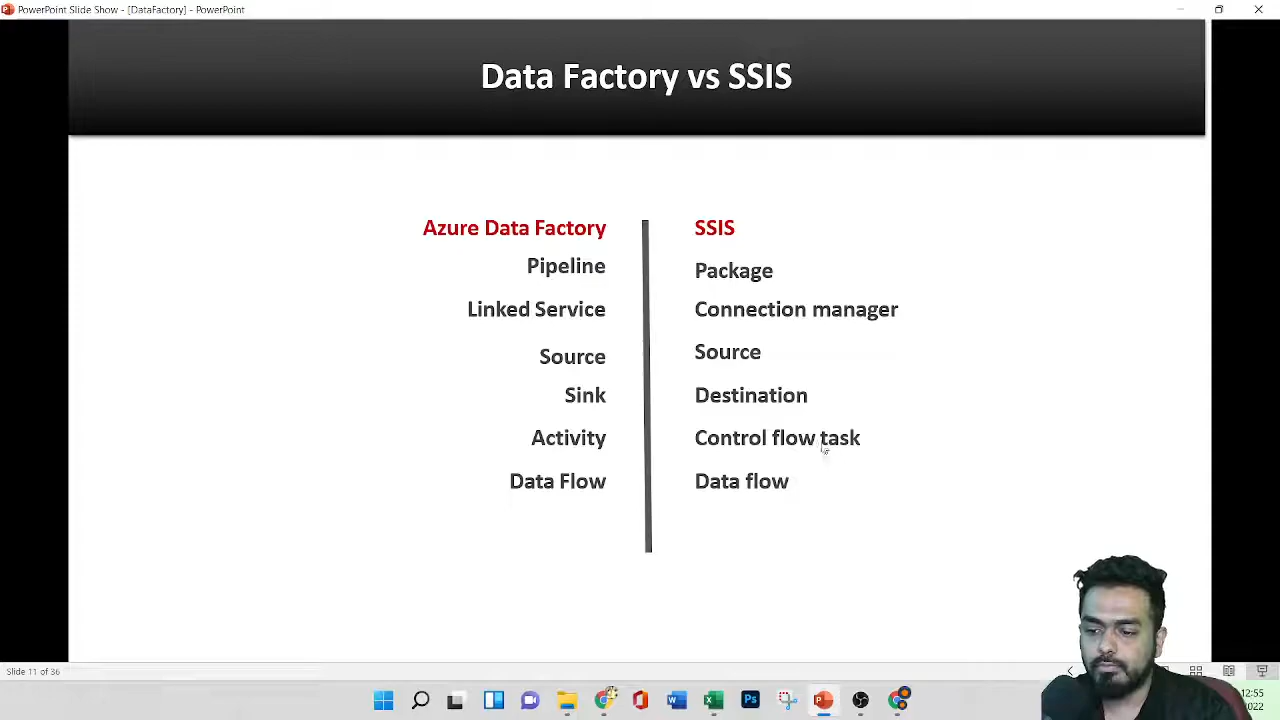 PowerPoint Slide Show - [DataFactory] - PowerPoint
Data Factory vs SSIS
Azure Data Factory SSIS
Pipeline Package
Linked Service Connection manager
Source Source
Sink Destination
Activity Control flow task
Data Flow Data flow
Slide 11 of 36
12:55
2022